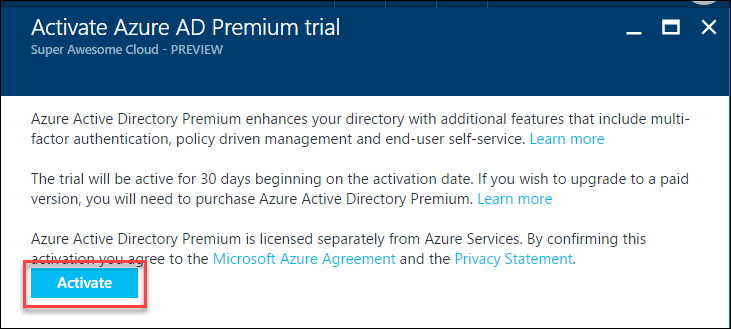 Activate Azure AD Premium trial
Super Awesome Cloud - PREVIEW
Azure Active Directory Premium enhances your directory with additional features that include multi-
factor authentication, policy driven management and end-user self-service. Learn more
The trial will be active for 30 days beginning on the activation date. If you wish to upgrade to a paid
version, you will need to purchase Azure Active Directory Premium. Learn more
Azure Active Directory Premium is licensed separately from Azure Services. By confirming this
activation you agree to the Microsoft Azure Agreement and the Privacy Statement.
Activate